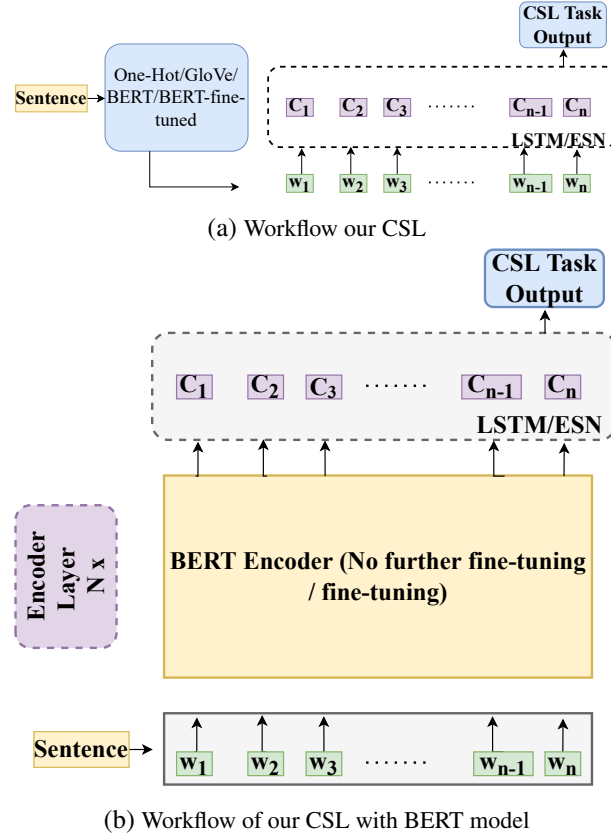 CSL Task
Output
One-Hot/GloVe/
BERT/BERT-fine-
tuned
Sentence
C1 C2 C3 ........ Cn-1 Cn
LSTM/ESN
w1 w2 w3 ........ wn-1 wn
(a) Workflow our CSL
CSL Task
Output
C1 C2 C3 ........ Cn-1 Cn
LSTM/ESN
Encoder
Layer
N x
BERT Encoder (No further fine-tuning
/ fine-tuning)
Sentence
w1 w2 w3 ........ wn-1 wn
(b) Workflow of our CSL with BERT model